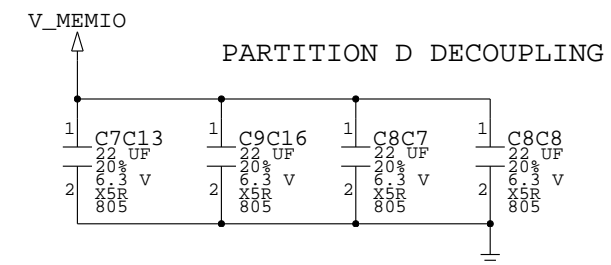 V_MEMIO
PARTITION D DECOUPLING
1
C7C13
22 UF
20%
6.3 V
X5R
805
2
1
C9C16
22 UF
20%
6.3 V
X5R
805
2
1
C8C7
22 UF
20%
6.3 V
X5R
805
2
1
C8C8
22 UF
20%
6.3 V
X5R
805
2